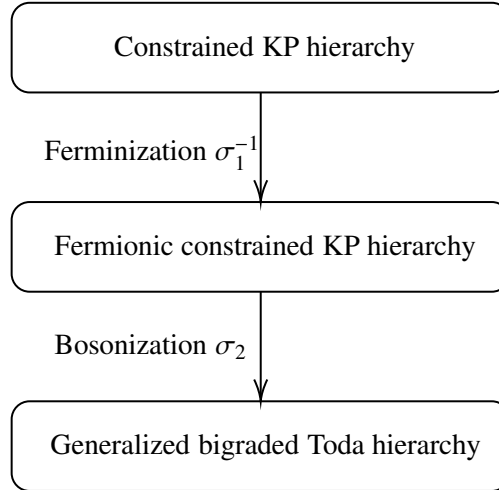 Constrained KP hierarchy
Ferminization σ₁⁻¹
Fermionic constrained KP hierarchy
Bosonization σ₂
Generalized bigraded Toda hierarchy